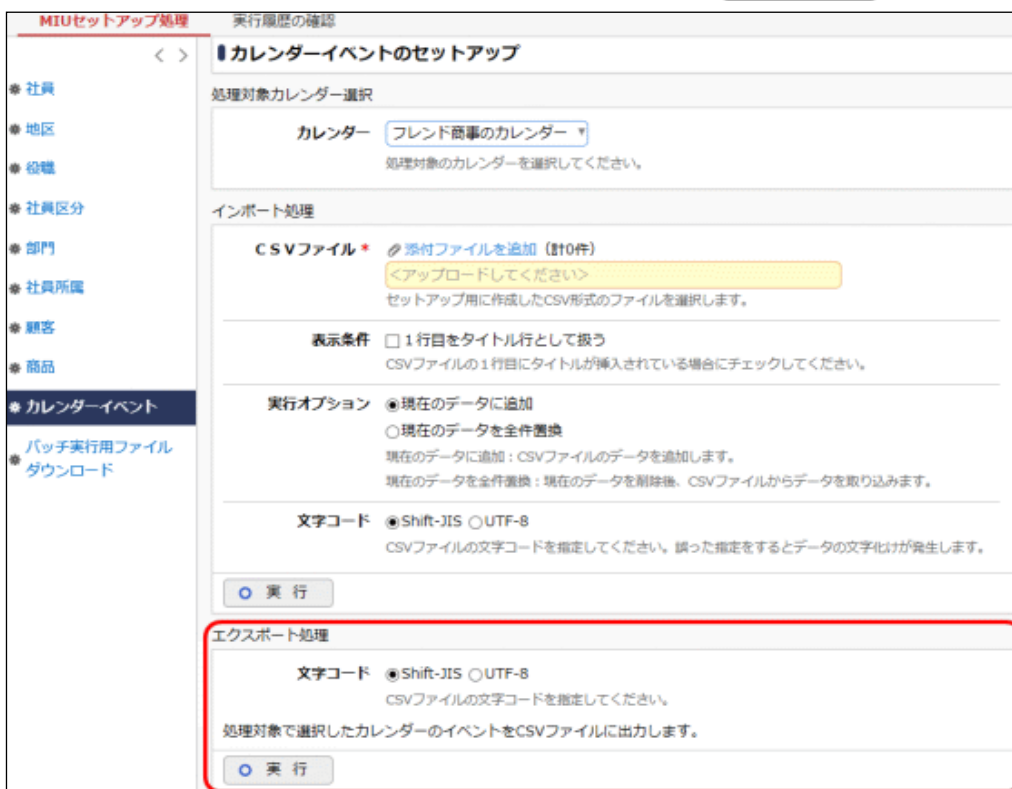 MIUセットアップ処理 実行履歴の確認
< >
社員
地区
役職
社員区分
部門
社員所属
顧客
商品
カレンダーイベント
バッチ実行用ファイル
ダウンロード
カレンダーイベントのセットアップ
処理対象カレンダー選択
カレンダー フレンド商事のカレンダー
処理対象のカレンダーを選択してください。
インポート処理
CSVファイル * 添付ファイルを追加 (計0件)
<アップロードしてください>
セットアップ用に作成したCSV形式のファイルを選択します。
表示条件 1行目をタイトル行として扱う
CSVファイルの1行目にタイトルが挿入されている場合にチェックしてください。
実行オプション 現在のデータに追加
現在のデータを全件置換
現在のデータに追加:CSVファイルのデータを追加します。
現在のデータを全件置換:現在のデータを削除後、CSVファイルからデータを取り込みます。
文字コード Shift-JIS UTF-8
CSVファイルの文字コードを指定してください。誤った指定をするとデータの文字化けが発生します。
実 行
エクスポート処理
文字コード Shift-JIS UTF-8
CSVファイルの文字コードを指定してください。
処理対象で選択したカレンダーのイベントをCSVファイルに出力します。
実 行